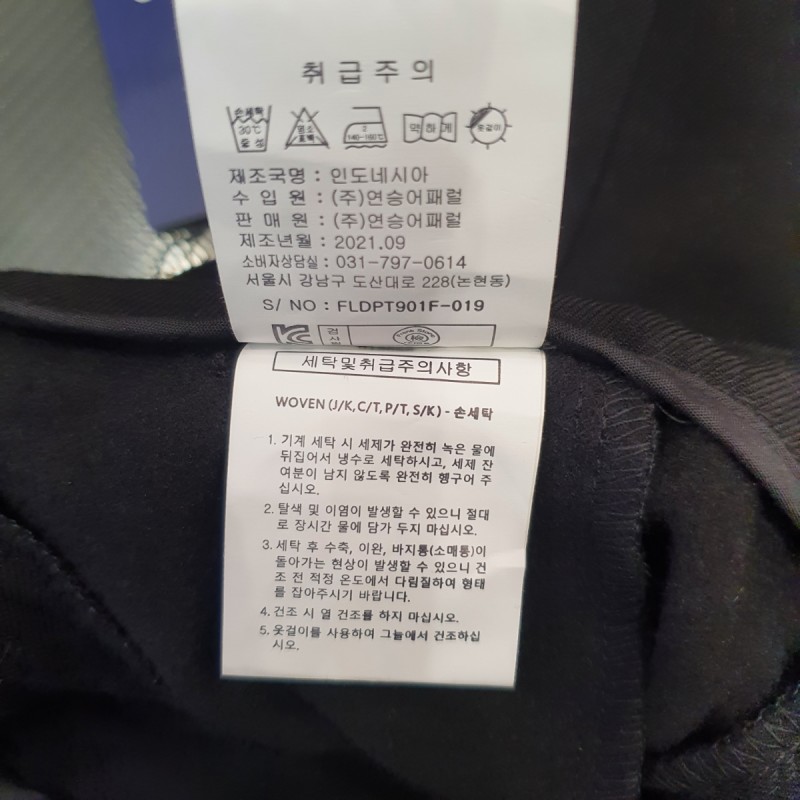 취급주의
손세탁
30℃
중성
염소
표백
2
140~160℃
약하게
옷걸이
제조국명 : 인도네시아
수 입 원 : (주)연승어패럴
판 매 원 : (주)연승어패럴
제조년월 : 2021.09
소비자상담실 : 031-797-0614
서울시 강남구 도산대로 228(논현동)
S/ NO : FLDPT901F-019
검
사
세탁및취급주의사항
WOVEN (J/K, C/T, P/T, S/K) - 손세탁
1. 기계 세탁 시 세제가 완전히 녹은 물에
뒤집어서 냉수로 세탁하시고, 세제 잔
여분이 남지 않도록 완전히 헹구어 주
십시오.
2. 탈색 및 이염이 발생할 수 있으니 절대
로 장시간 물에 담가 두지 마십시오.
3. 세탁 후 수축, 이완, 바지통(소매통)이
돌아가는 현상이 발생할 수 있으니 건
조 전 적정 온도에서 다림질하여 형태
를 잡아주시기 바랍니다.
4. 건조 시 열 건조를 하지 마십시오.
5. 옷걸이를 사용하여 그늘에서 건조하십
시오.